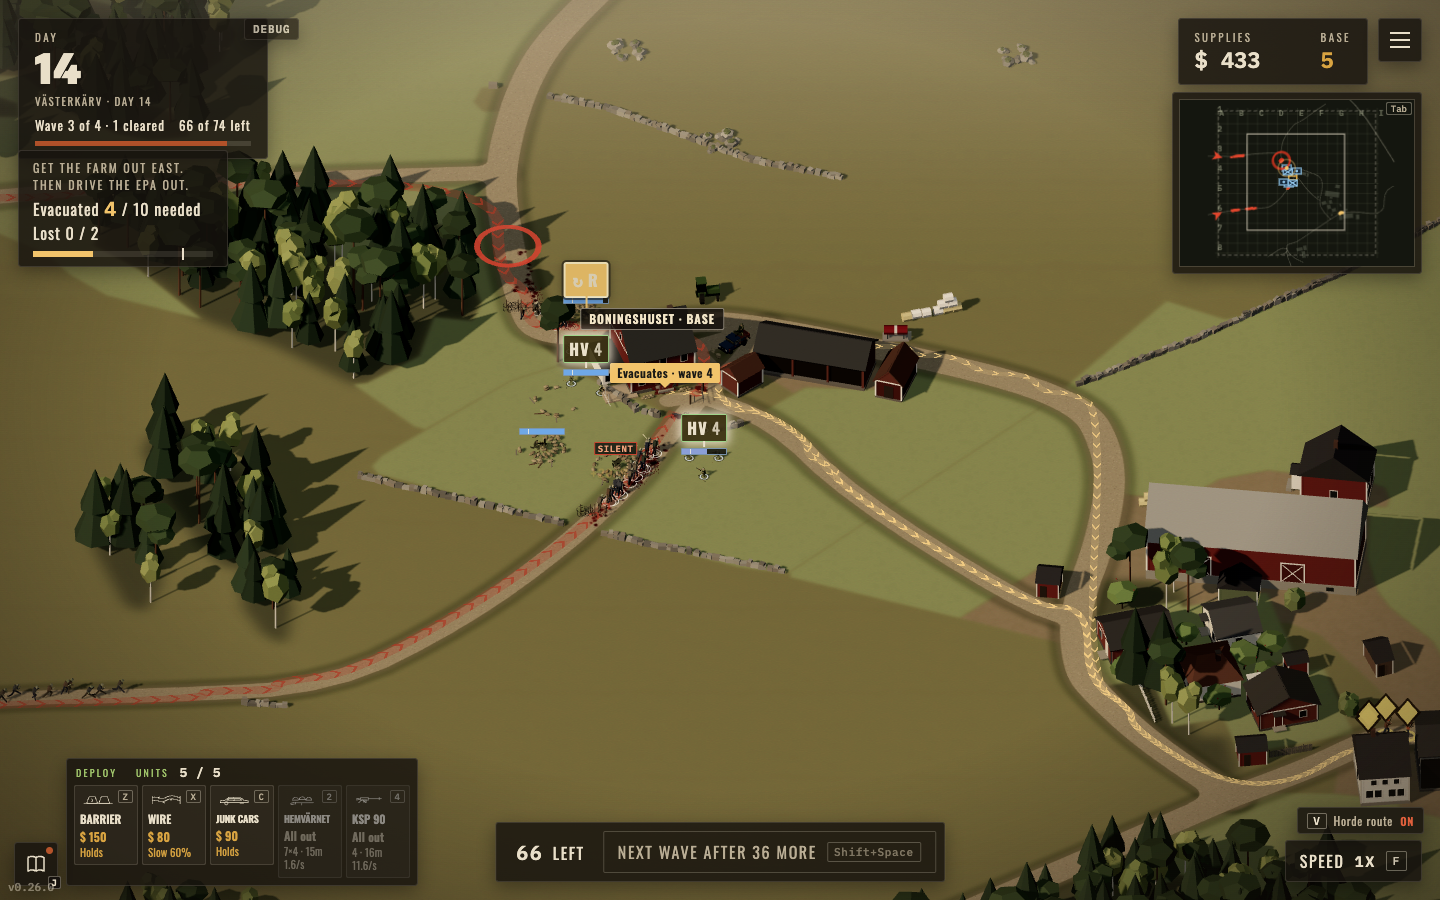 DEBUG
DAY
14
VÄSTERKÄRV · DAY 14
Wave 3 of 4 · 1 cleared 66 of 74 left
GET THE FARM OUT EAST.
THEN DRIVE THE EPA OUT.
Evacuated 4 / 10 needed
Lost 0 / 2
SUPPLIES BASE
$ 433 5
Tab
↻ R
BONINGSHUSET · BASE
HV 4
Evacuates · wave 4
HV 4
SILENT
DEPLOY UNITS 5 / 5
Z X C 2 4
BARRIER WIRE JUNK CARS HEMVÄRNET KSP 90
$ 150 $ 80 $ 90 All out All out
Holds Slow 60% Holds 7×4 · 15m 4 · 16m
1.6/s 11.6/s
J
v0.26.0
66 LEFT NEXT WAVE AFTER 36 MORE Shift+Space
V Horde route ON
SPEED 1X F